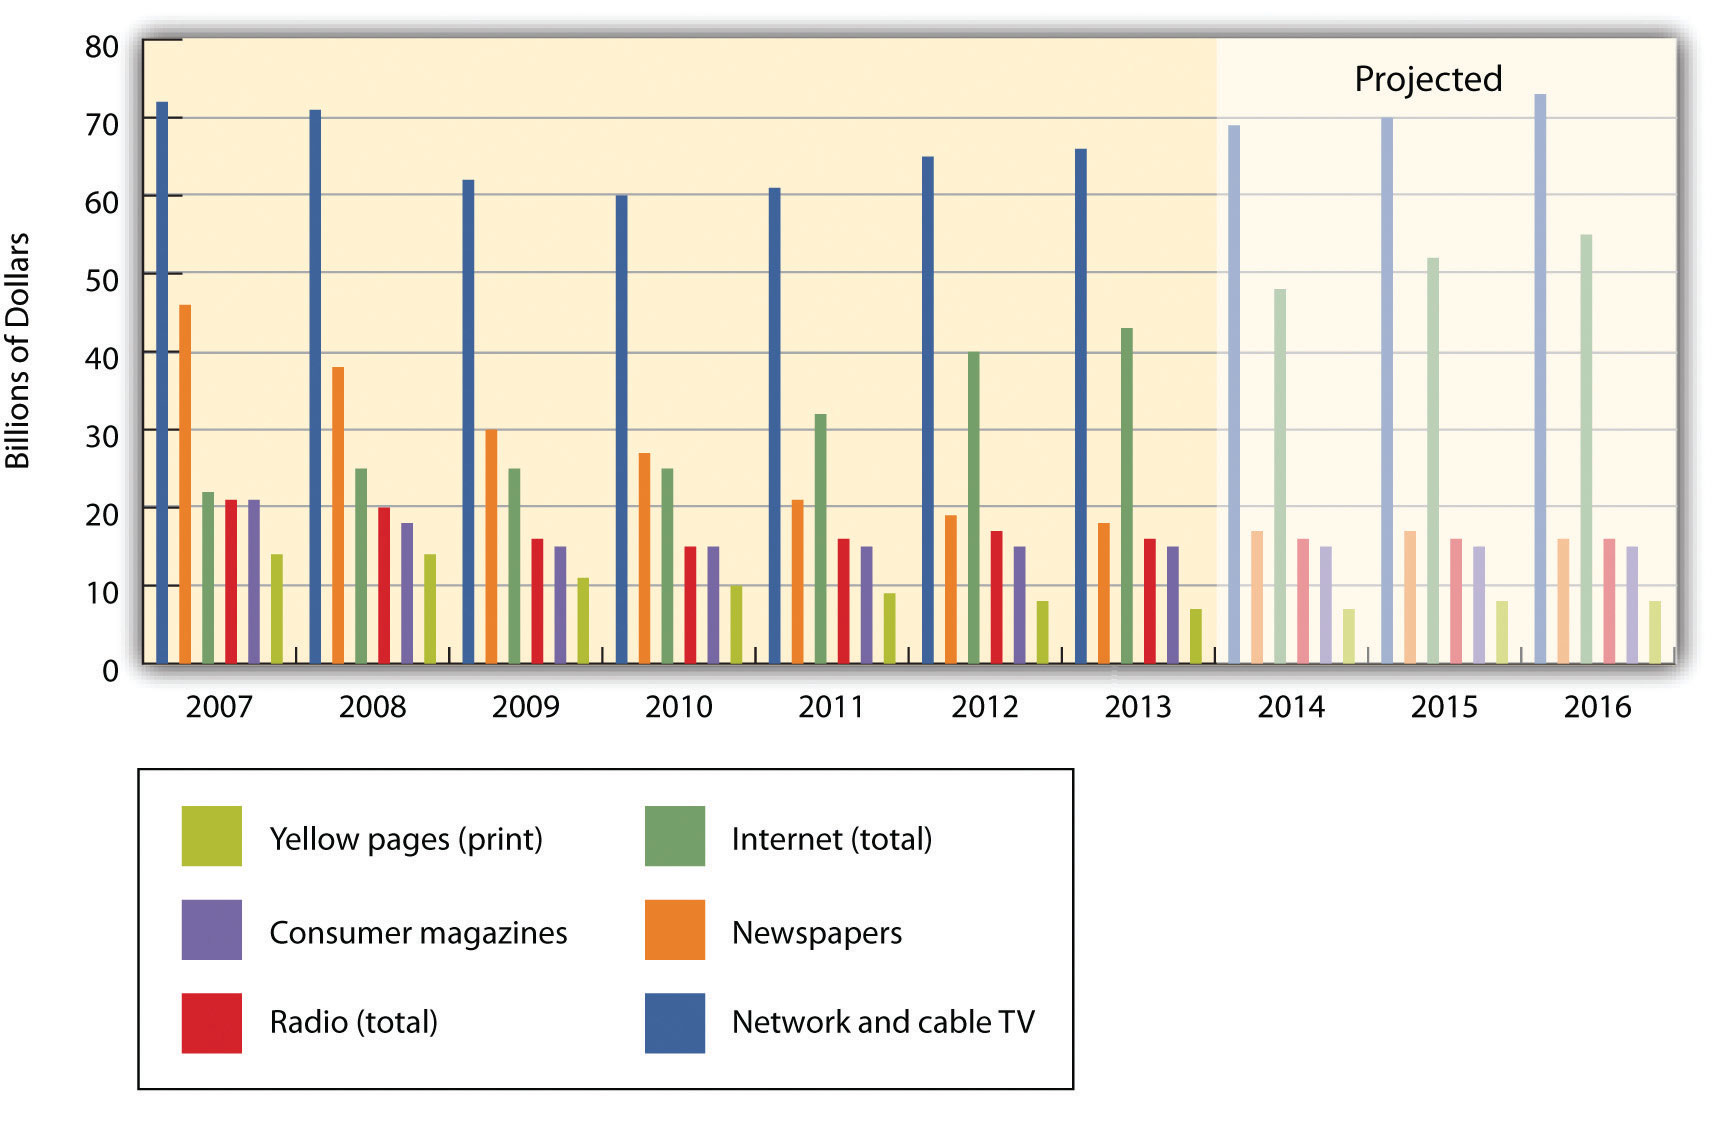 Billions of Dollars
80
70
60
50
40
30
20
10
0
Projected
2007 2008 2009 2010 2011 2012 2013 2014 2015 2016
Yellow pages (print)
Internet (total)
Consumer magazines
Newspapers
Radio (total)
Network and cable TV